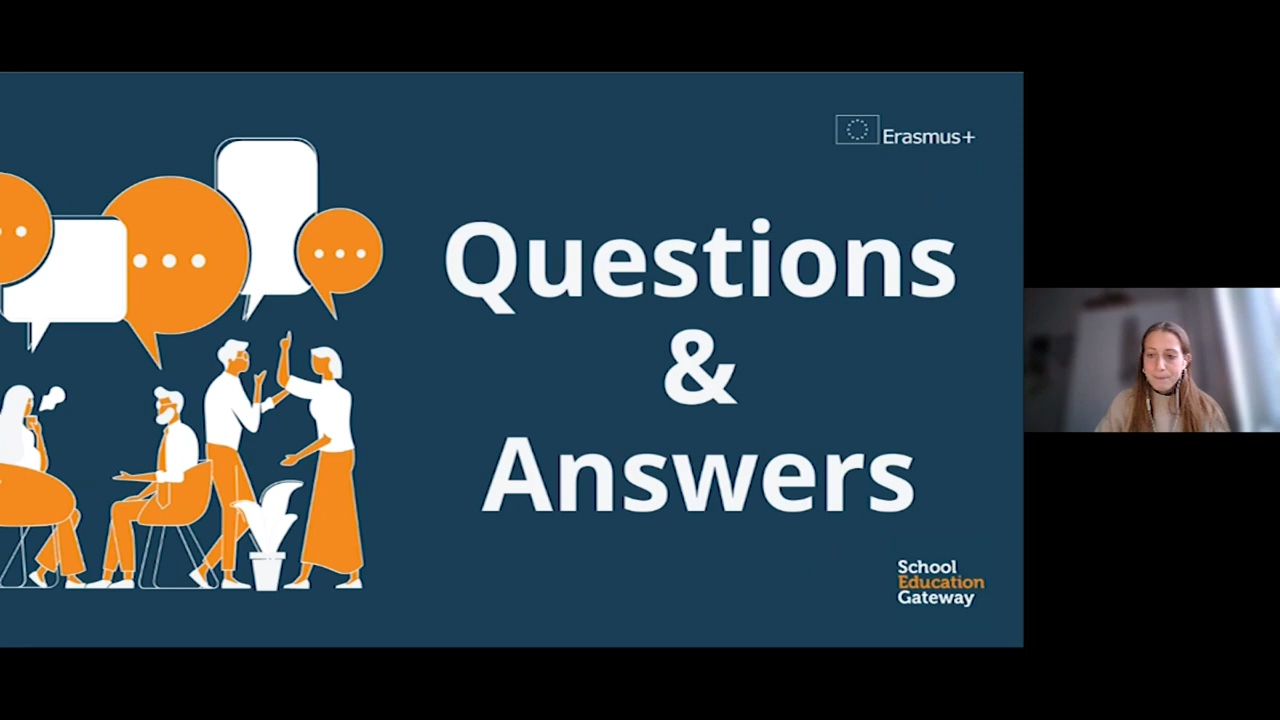 Erasmus+
Questions
&
Answers
School
Education
Gateway